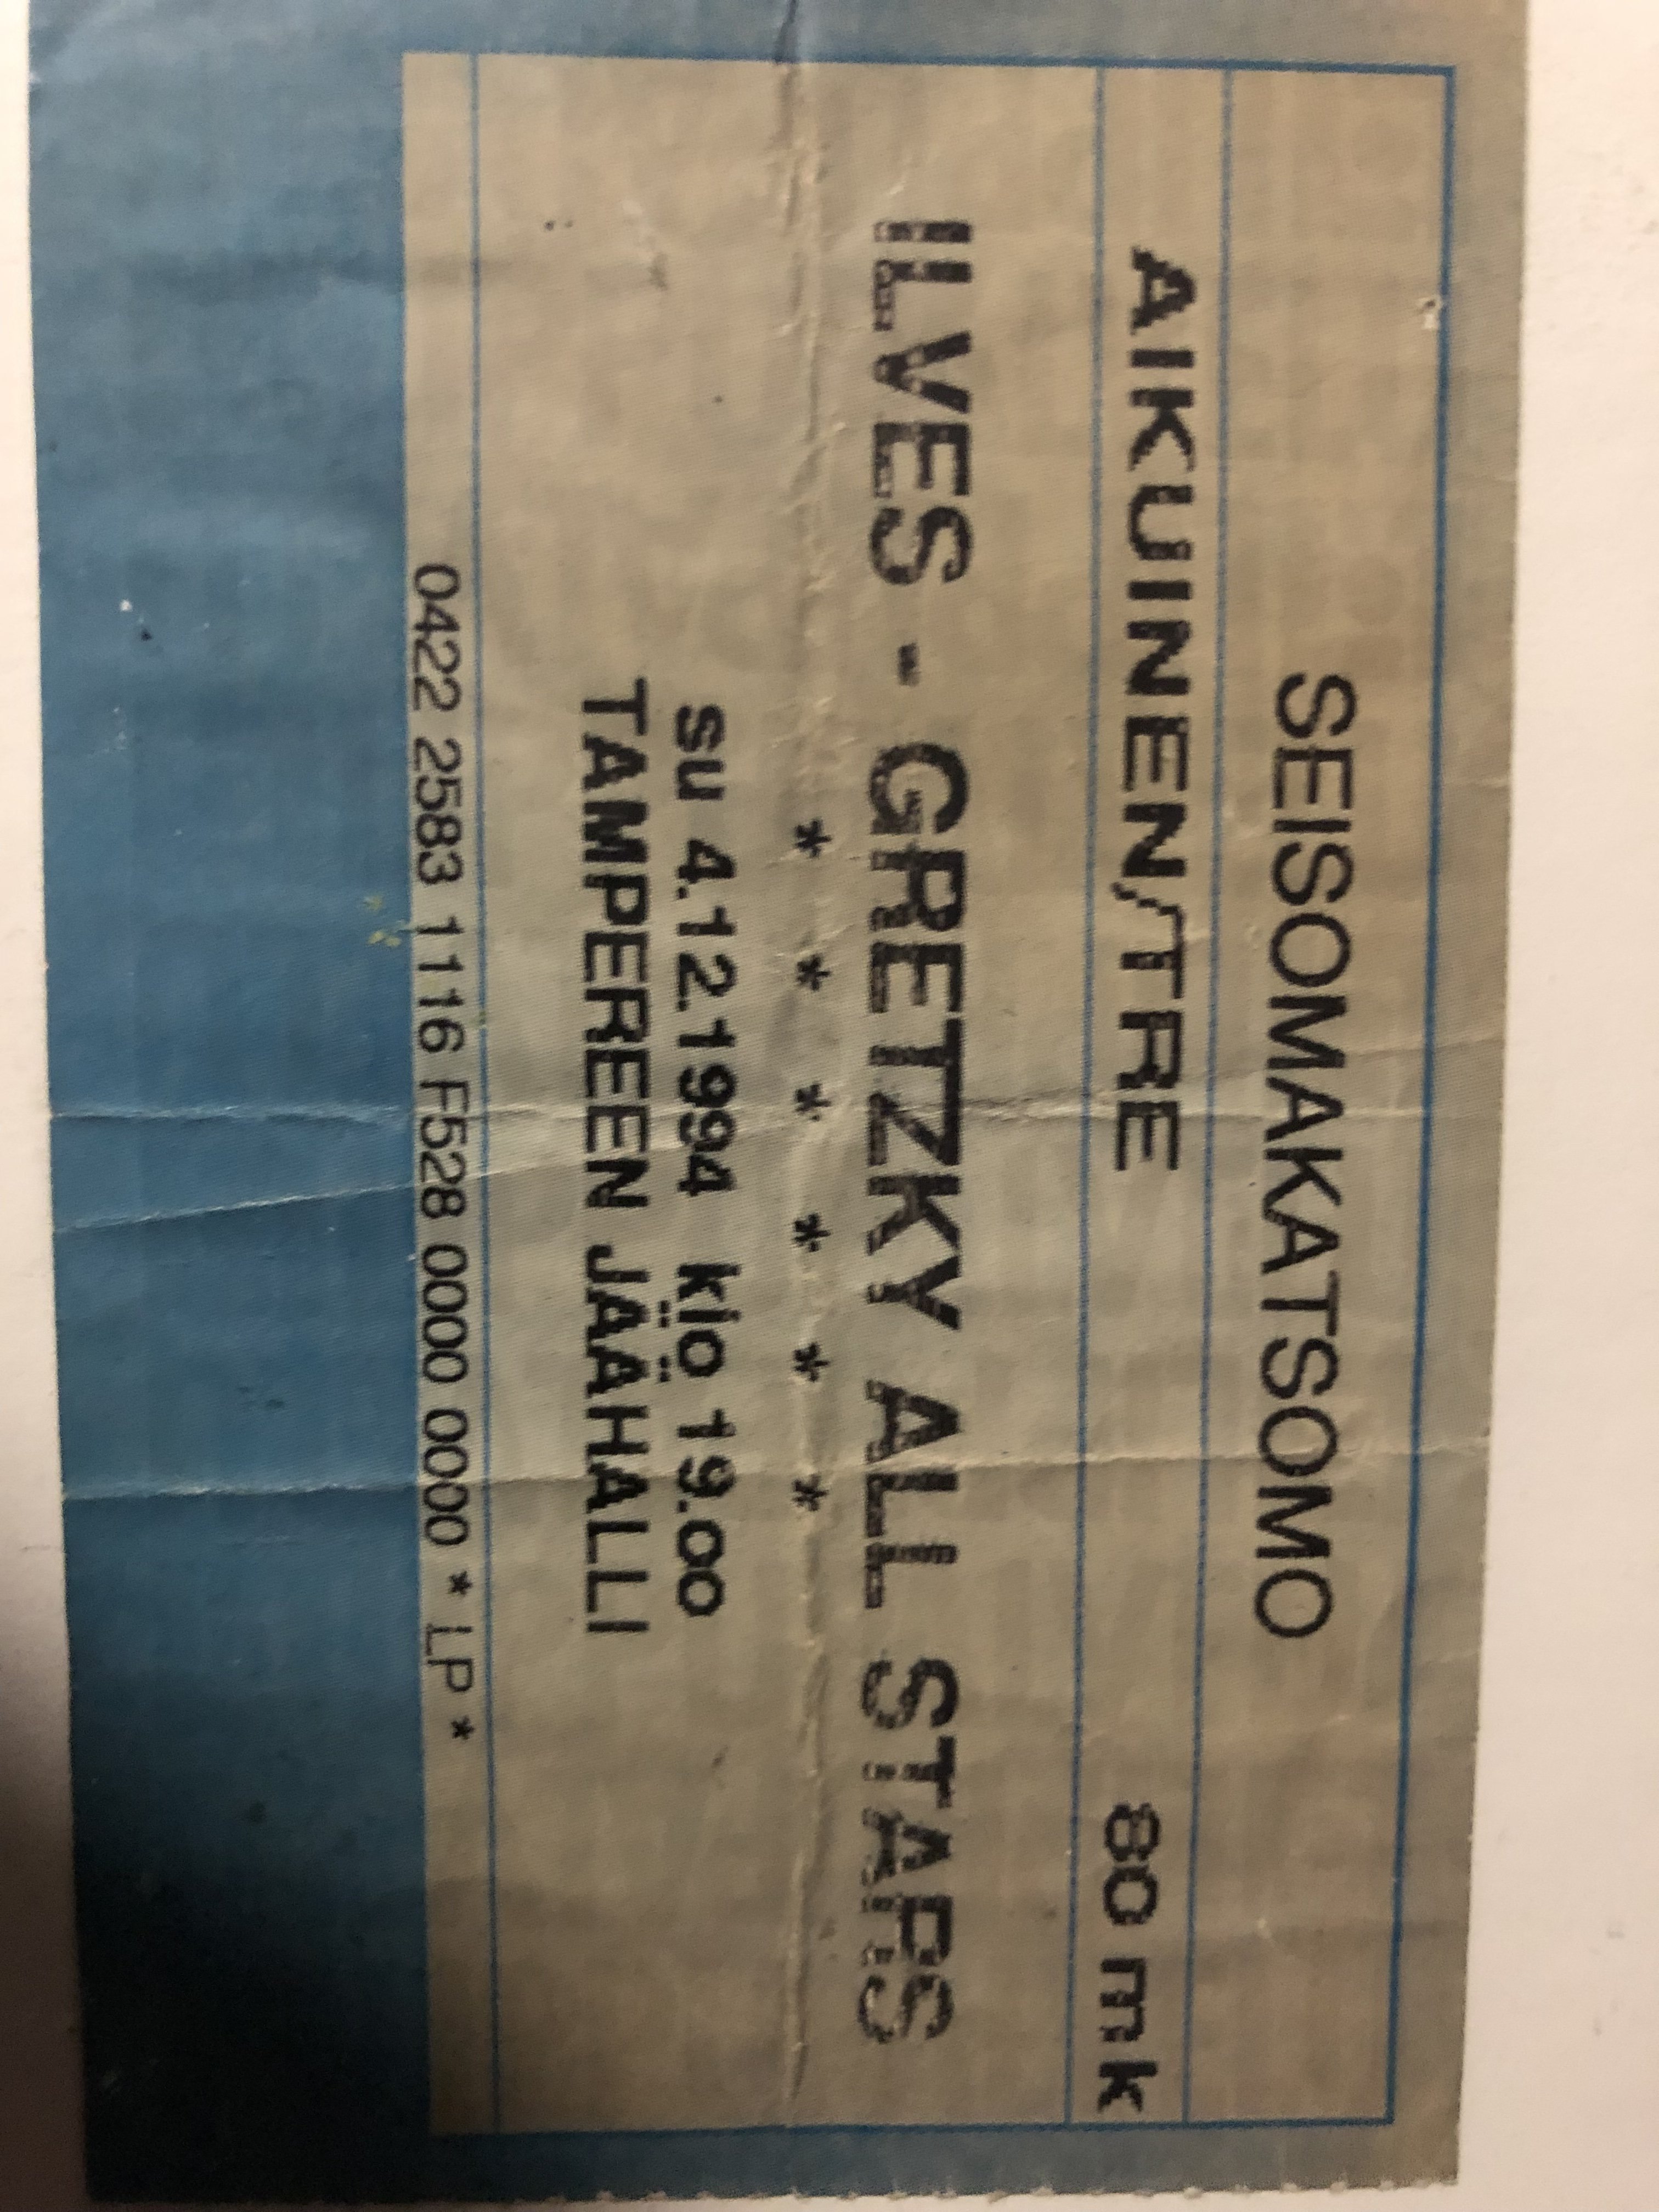 SEISOMAKATSOMO
AIKUINEN/TRE 80 mk
ILVES - GRETZKY ALL STARS
* * * * * *
su 4.12.1994 klo 19.00
TAMPEREEN JÄÄHALLI
0422 2583 1116 F528 0000 0000 * LP *